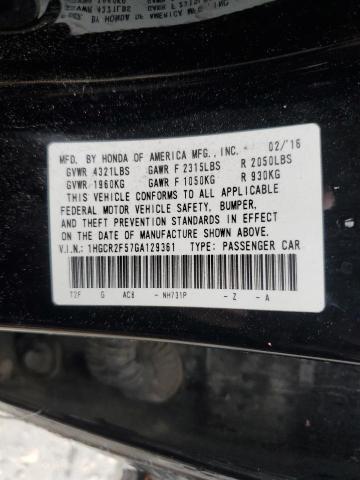 MFD. BY HONDA OF AMERICA MFG., INC. 02/16
GVWR 4321LBS GAWR F 2315LBS R 2050LBS
GVWR 1960KG GAWR F 1050KG R 930KG
THIS VEHICLE CONFORMS TO ALL APPLICABLE
FEDERAL MOTOR VEHICLE SAFETY, BUMPER,
AND THEFT PREVENTION STANDARDS IN EFFECT
ON THE DATE OF MANUFACTURE SHOWN ABOVE.
V.I.N.: 1HGCR2F57GA129361 TYPE: PASSENGER CAR
T2F G AC8 - NH731P - Z - A